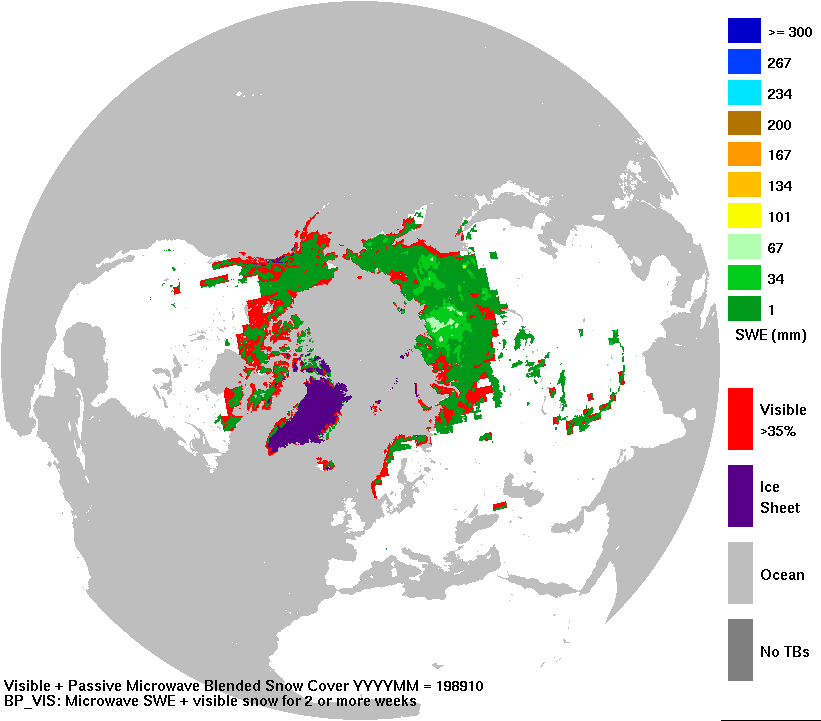 >= 300
267
234
200
167
134
101
67
34
1
SWE (mm)
Visible
>35%
Ice
Sheet
Ocean
No TBs
Visible + Passive Microwave Blended Snow Cover YYYYMM = 198910
BP_VIS: Microwave SWE + visible snow for 2 or more weeks